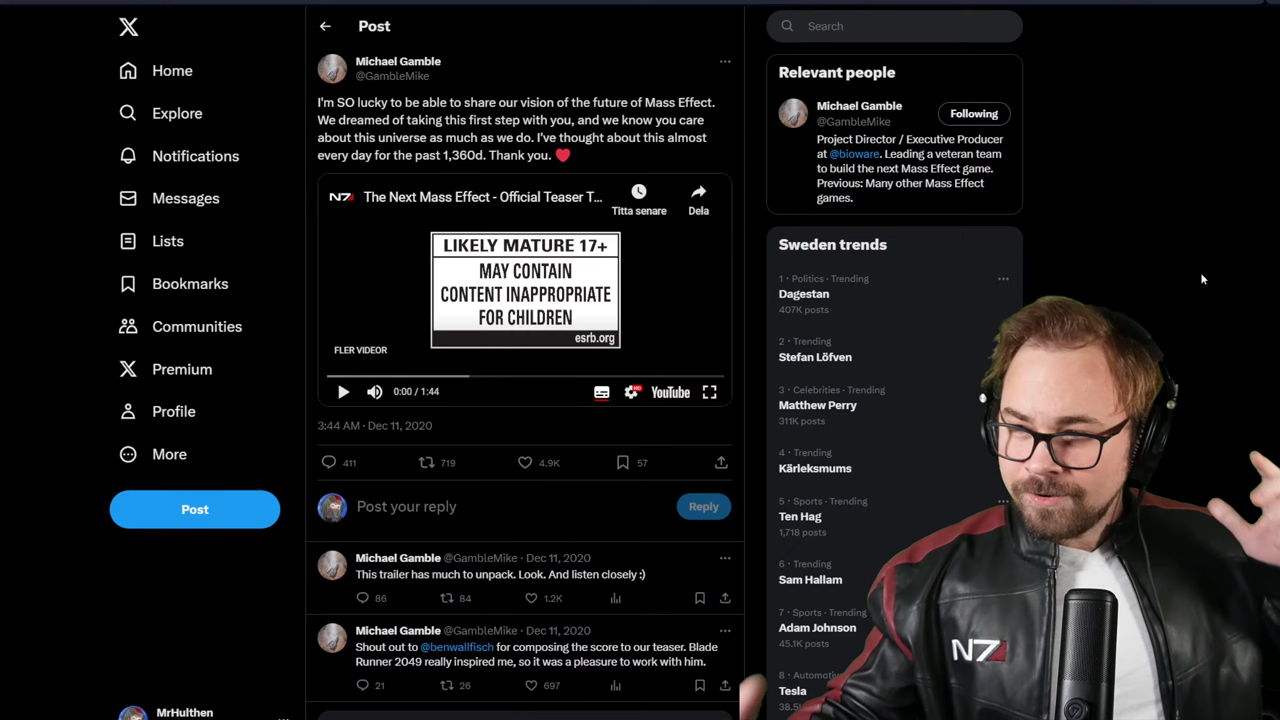 Home
Explore
Notifications
Messages
Lists
Bookmarks
Communities
Premium
Profile
More
Post
MrHulthen
Post
Michael Gamble
@GambleMike
I'm SO lucky to be able to share our vision of the future of Mass Effect.
We dreamed of taking this first step with you, and we know you care
about this universe as much as we do. I've thought about this almost
every day for the past 1,360d. Thank you. ❤️
N7 The Next Mass Effect - Official Teaser T...
Titta senare
Dela
LIKELY MATURE 17+
MAY CONTAIN
CONTENT INAPPROPRIATE
FOR CHILDREN
esrb.org
FLER VIDEOR
0:00 / 1:44
HD
YouTube
3:44 AM · Dec 11, 2020
411 719 4.9K 57
Post your reply
Reply
Michael Gamble @GambleMike · Dec 11, 2020
This trailer has much to unpack. Look. And listen closely :)
86 84 1.2K
Michael Gamble @GambleMike · Dec 11, 2020
Shout out to @benwallfisch for composing the score to our teaser. Blade
Runner 2049 really inspired me, so it was a pleasure to work with him.
21 26 697
Search
Relevant people
Michael Gamble
@GambleMike
Following
Project Director / Executive Producer
at @bioware. Leading a veteran team
to build the next Mass Effect game.
Previous: Many other Mass Effect
games.
Sweden trends
1 · Politics · Trending
Dagestan
407K posts
2 · Trending
Stefan Löfven
3 · Celebrities · Trending
Matthew Perry
311K posts
4 · Trending
Kärleksmums
5 · Sports · Trending
Ten Hag
1,718 posts
6 · Trending
Sam Hallam
7 · Sports · Trending
Adam Johnson
45.1K posts
8 · Automoti
Tesla
38.5
N7